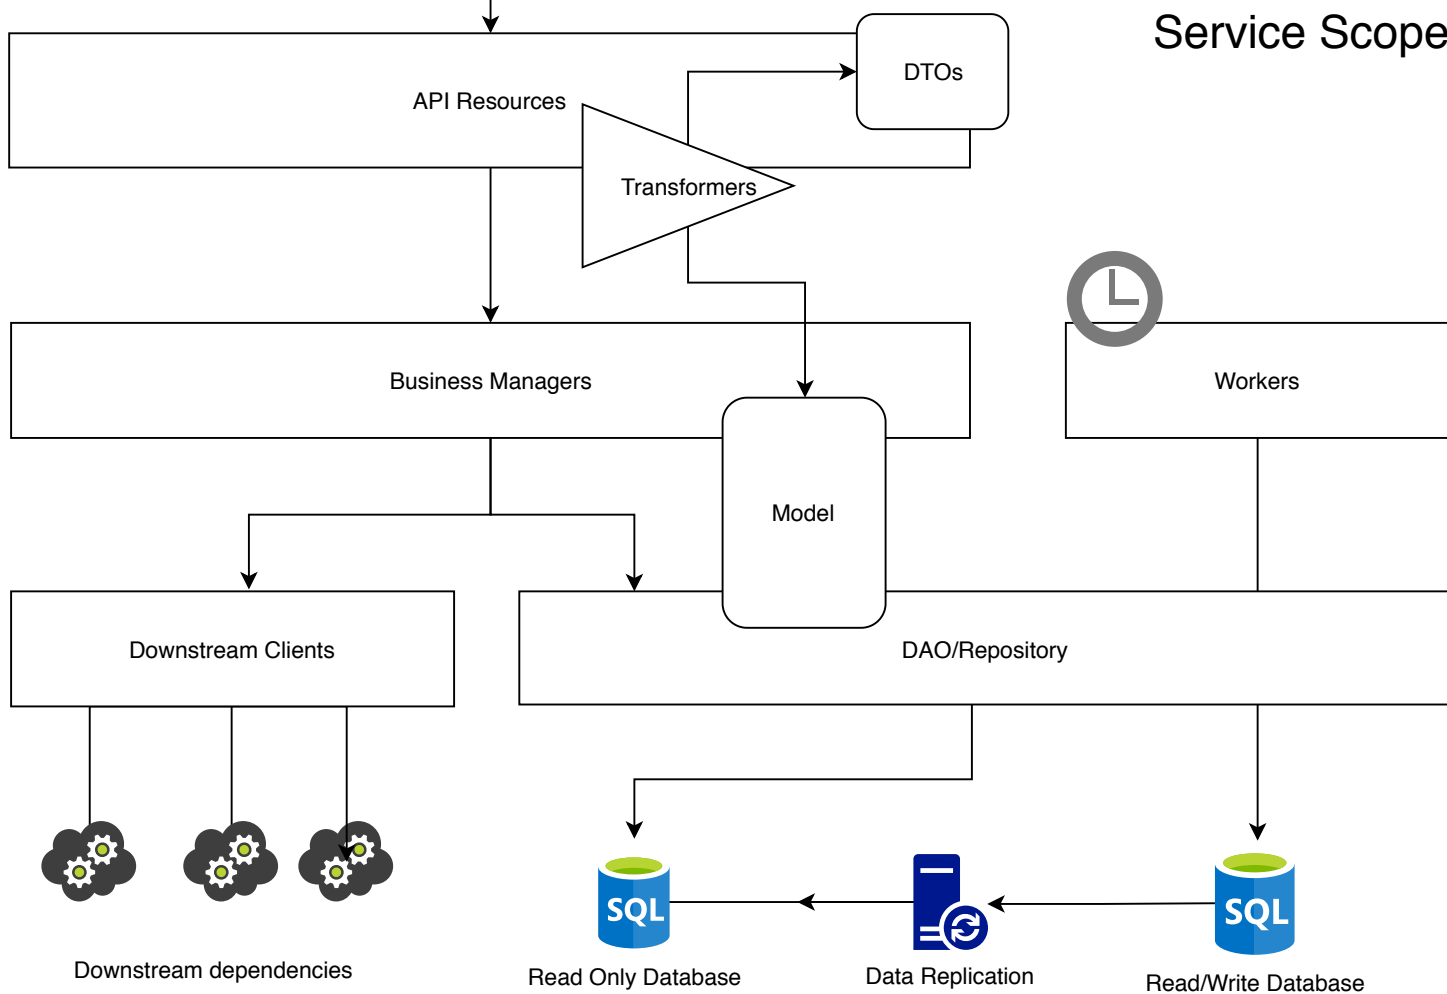 Service Scope
DTOs
API Resources
Transformers
Business Managers
Workers
Model
Downstream Clients
DAO/Repository
SQL
SQL
Downstream dependencies
Read Only Database
Data Replication
Read/Write Database